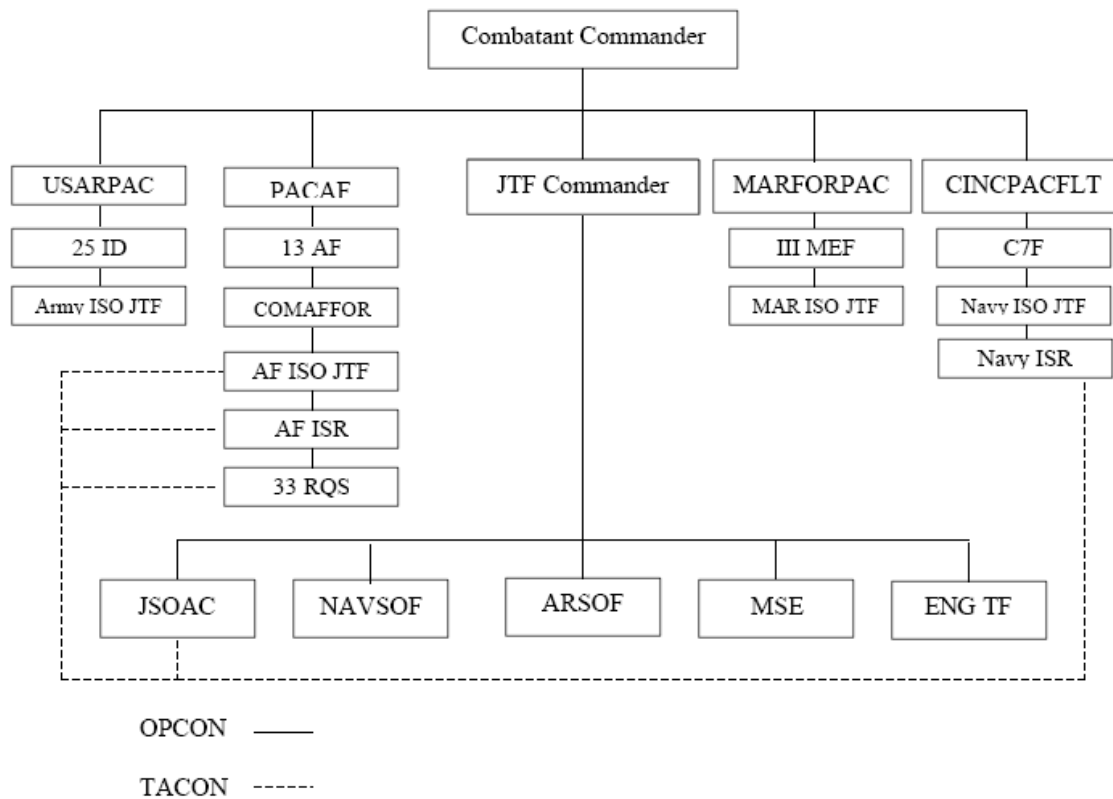 Combatant Commander
USARPAC
PACAF
JTF Commander
MARFORPAC
CINCPACFLT
25 ID
13 AF
III MEF
C7F
Army ISO JTF
COMAFFOR
MAR ISO JTF
Navy ISO JTF
AF ISO JTF
Navy ISR
AF ISR
33 RQS
JSOAC
NAVSOF
ARSOF
MSE
ENG TF
OPCON
TACON